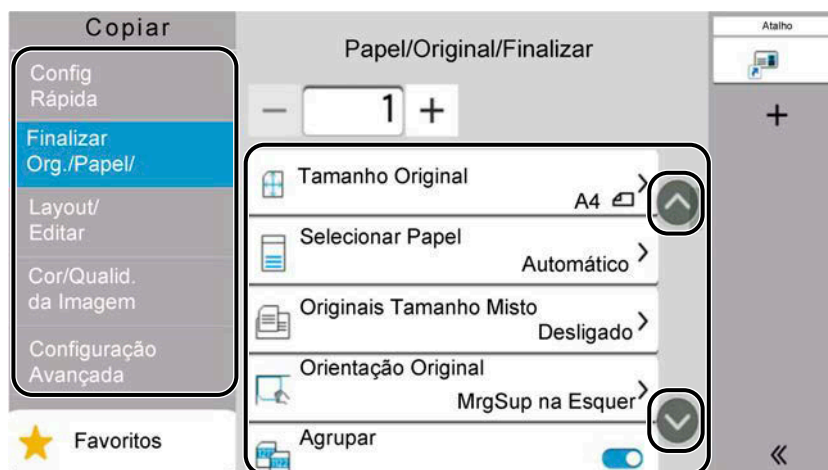 Copiar
Config
Rápida
Finalizar
Org./Papel/
Layout/
Editar
Cor/Qualid.
da Imagem
Configuração
Avançada
Favoritos
Papel/Original/Finalizar
1
Tamanho Original
A4
Selecionar Papel
Automático
Originais Tamanho Misto
Desligado
Orientação Original
MrgSup na Esquer
Agrupar
Atalho